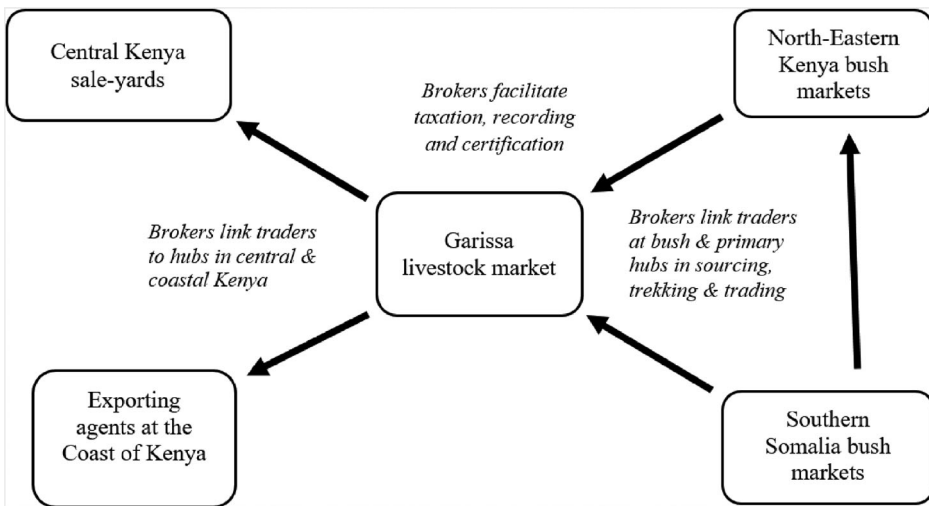 Central Kenya
sale-yards
North-Eastern
Kenya bush
markets
Brokers facilitate
taxation, recording
and certification
Brokers link traders
to hubs in central &
coastal Kenya
Garissa
livestock market
Brokers link traders
at bush & primary
hubs in sourcing,
trekking & trading
Exporting
agents at the
Coast of Kenya
Southern
Somalia bush
markets